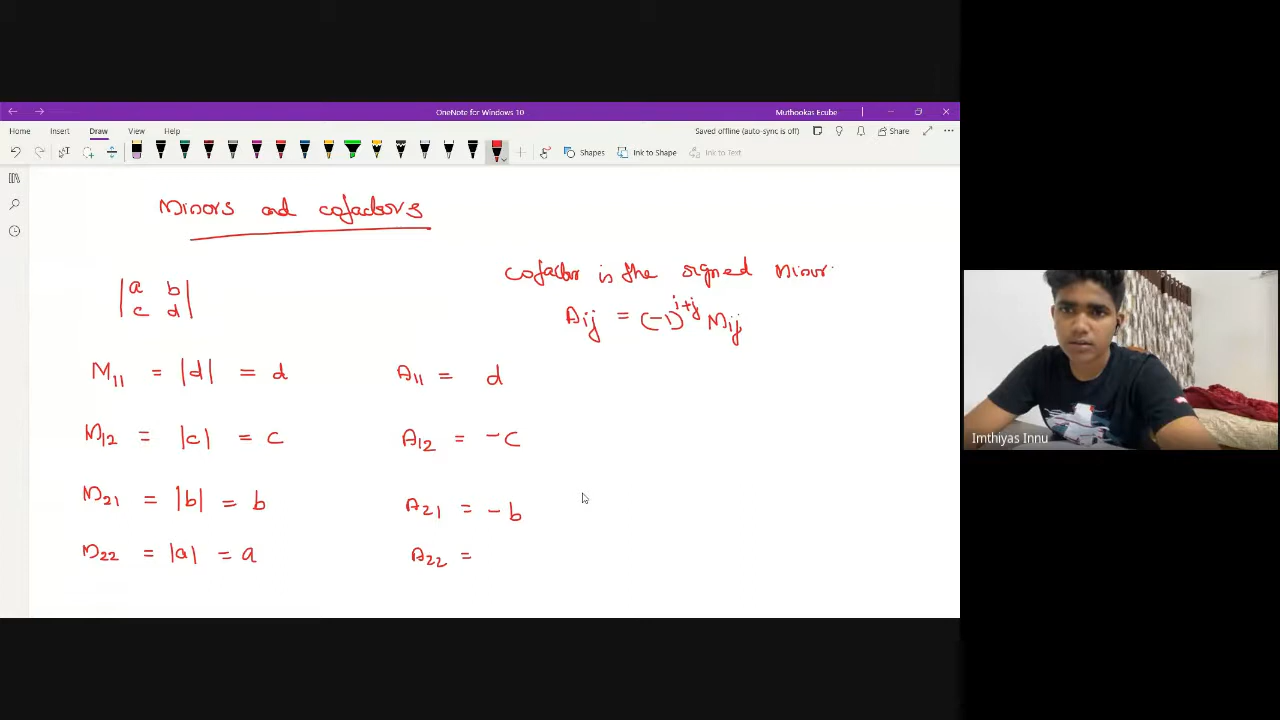 OneNote for Windows 10
Muthookas Ecube
Home Insert Draw View Help
Saved offline (auto-sync is off) Share
Shapes Ink to Shape Ink to Text
Minors and cofactors
cofactor is the signed Minor.
|a b|
|c d|
Aij = (-1)^i+j Mij
M11 = |d| = d A11 = d
M12 = |c| = c A12 = -c
M21 = |b| = b A21 = -b
M22 = |a| = a A22 =
Imthiyas Innu